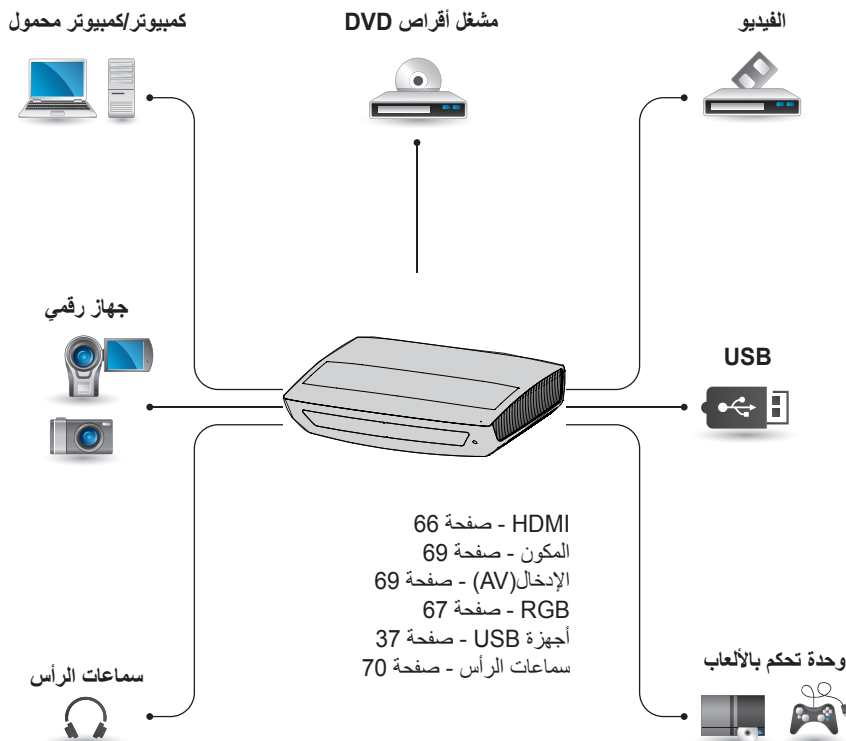 الفيديو
مشغل أقراص DVD
كمبيوتر/كمبيوتر محمول
جهاز رقمي
USB
HDMI - صفحة 66
المكون - صفحة 69
الإدخال(AV) - صفحة 69
RGB - صفحة 67
أجهزة USB - صفحة 37
سماعات الرأس - صفحة 70
وحدة تحكم بالألعاب
سماعات الرأس